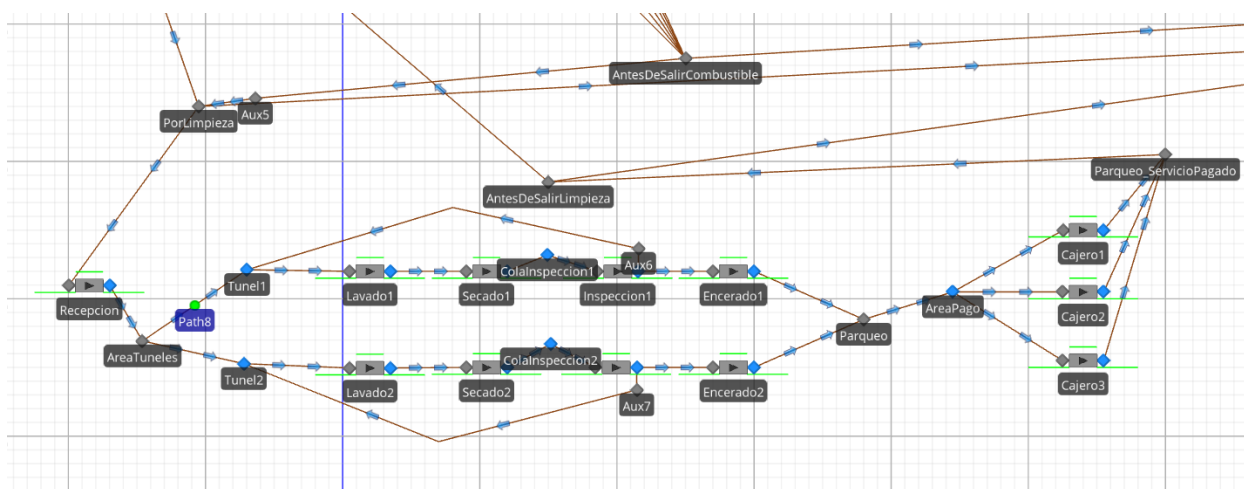 AntesDeSalirCombustible
Aux5
PorLimpieza
Parqueo_ServicioPagado
AntesDeSalirLimpieza
Cajero1
Aux6
Tunel1
ColaInspeccion1
Lavado1
Secado1
Inspeccion1
Encerado1
Recepcion
AreaPago
Cajero2
Path8
Parqueo
AreaTuneles
ColaInspeccion2
Tunel2
Cajero3
Lavado2
Secado2
Encerado2
Aux7